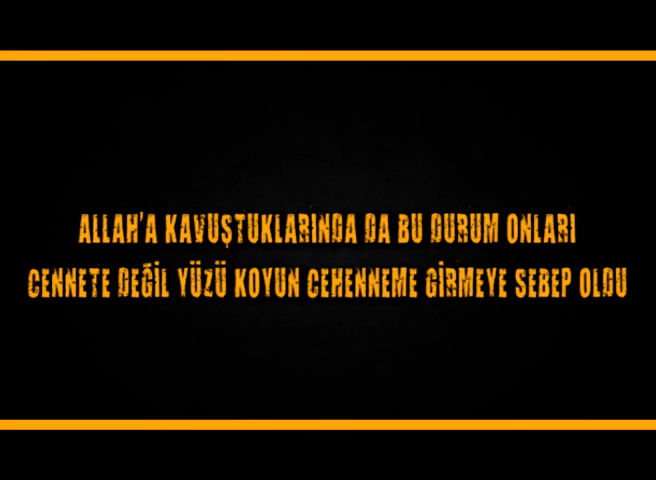 ALLAH'A KAVUŞTUKLARINDA DA BU DURUM ONLARI
CENNETE DEĞİL YÜZÜ KOYUN CEHENNEME GİRMEYE SEBEP OLDU